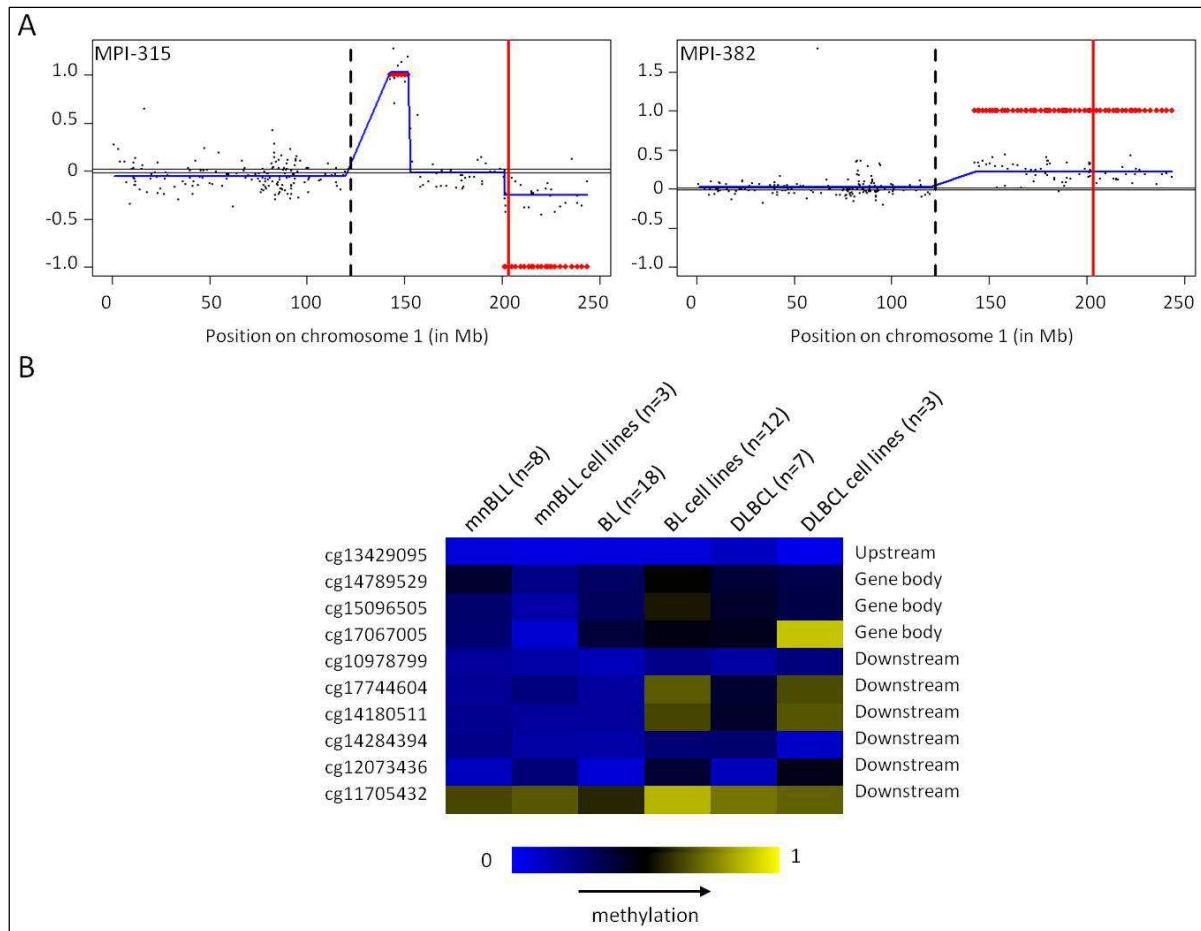 A
MPI-315
1.0
0.5
0
-0.5
-1.0
0 50 100 150 200 250
Position on chromosome 1 (in Mb)
MPI-382
1.5
1.0
0.5
0
-0.5
-1.0
0 50 100 150 200 250
Position on chromosome 1 (in Mb)
B
mnBLL (n=8)
mnBLL cell lines (n=3)
BL (n=18)
BL cell lines (n=12)
DLBCL (n=7)
DLBCL cell lines (n=3)
cg13429095 Upstream
cg14789529 Gene body
cg15096505 Gene body
cg17067005 Gene body
cg10978799 Downstream
cg17744604 Downstream
cg14180511 Downstream
cg14284394 Downstream
cg12073436 Downstream
cg11705432 Downstream
0 1
methylation